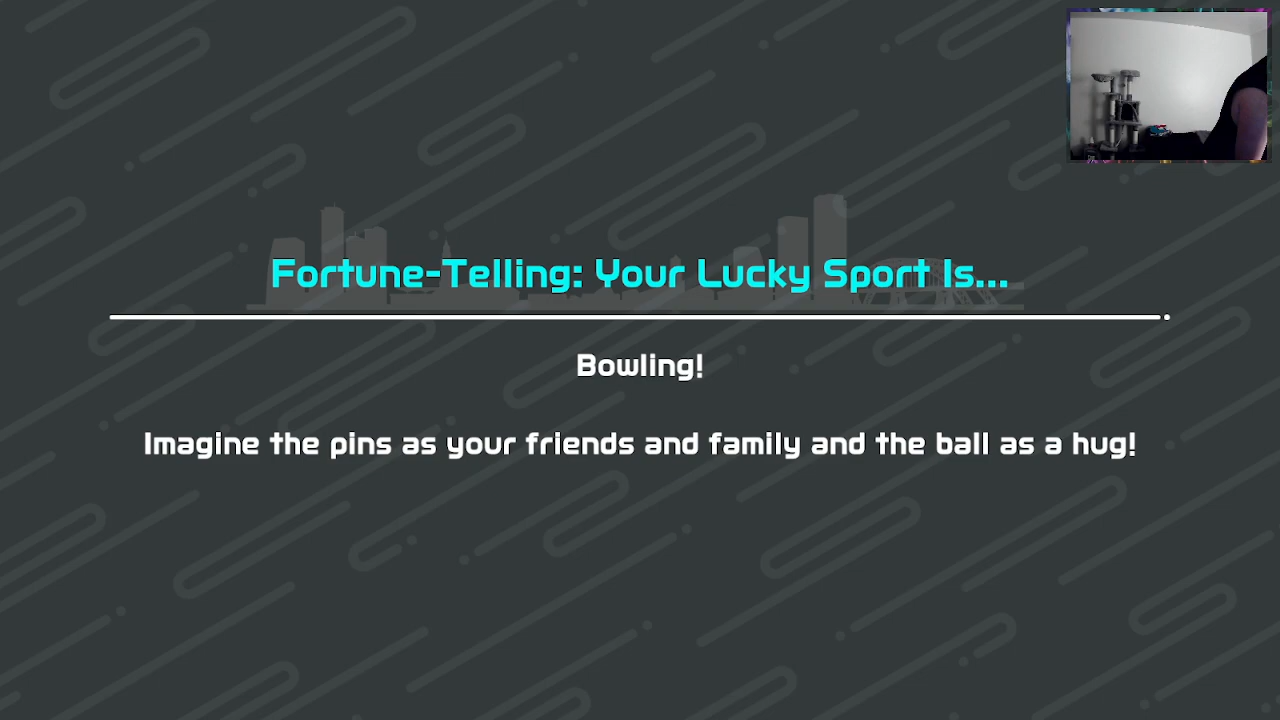 Fortune-Telling: Your Lucky Sport Is...
Bowling!
Imagine the pins as your friends and family and the ball as a hug!